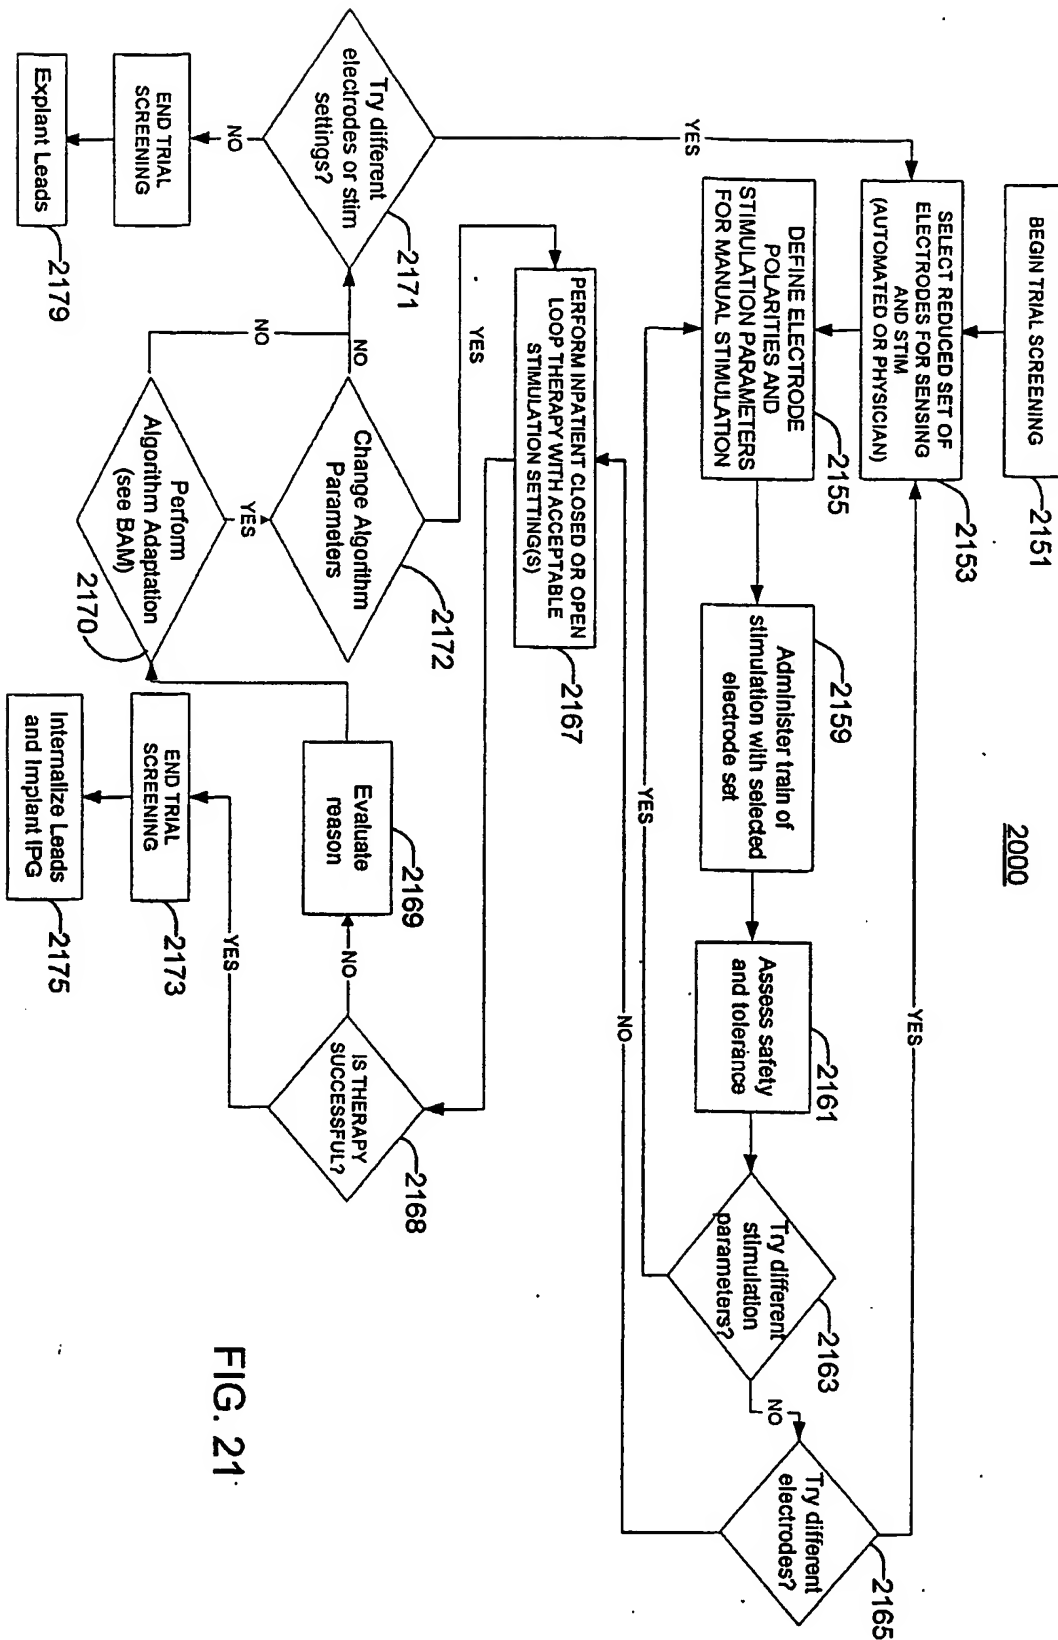 2000
BEGIN TRIAL SCREENING
2151
SELECT REDUCED SET OF
ELECTRODES FOR SENSING
AND STIM
(AUTOMATED OR PHYSICIAN)
2153
DEFINE ELECTRODE
POLARITIES AND
STIMULATION PARAMETERS
FOR MANUAL STIMULATION
2155
Administer train of
stimulation with selected
electrode set
2159
Assess safety
and tolerance
2161
Try different
stimulation
parameters?
2163
YES
NO
Try different
electrodes?
2165
YES
NO
PERFORM INPATIENT CLOSED OR OPEN
LOOP THERAPY WITH ACCEPTABLE
STIMULATION SETTING(S)
2167
IS THERAPY
SUCCESSFUL?
2168
NO
YES
Evaluate
reason
2169
END TRIAL
SCREENING
2173
Internalize Leads
and Implant IPG
2175
Perform
Algorithm Adaptation
(see BAM)
2170
YES
NO
Change Algorithm
Parameters
2172
YES
NO
Try different
electrodes or stim
settings?
2171
YES
NO
END TRIAL
SCREENING
Explant Leads
2179
FIG. 21